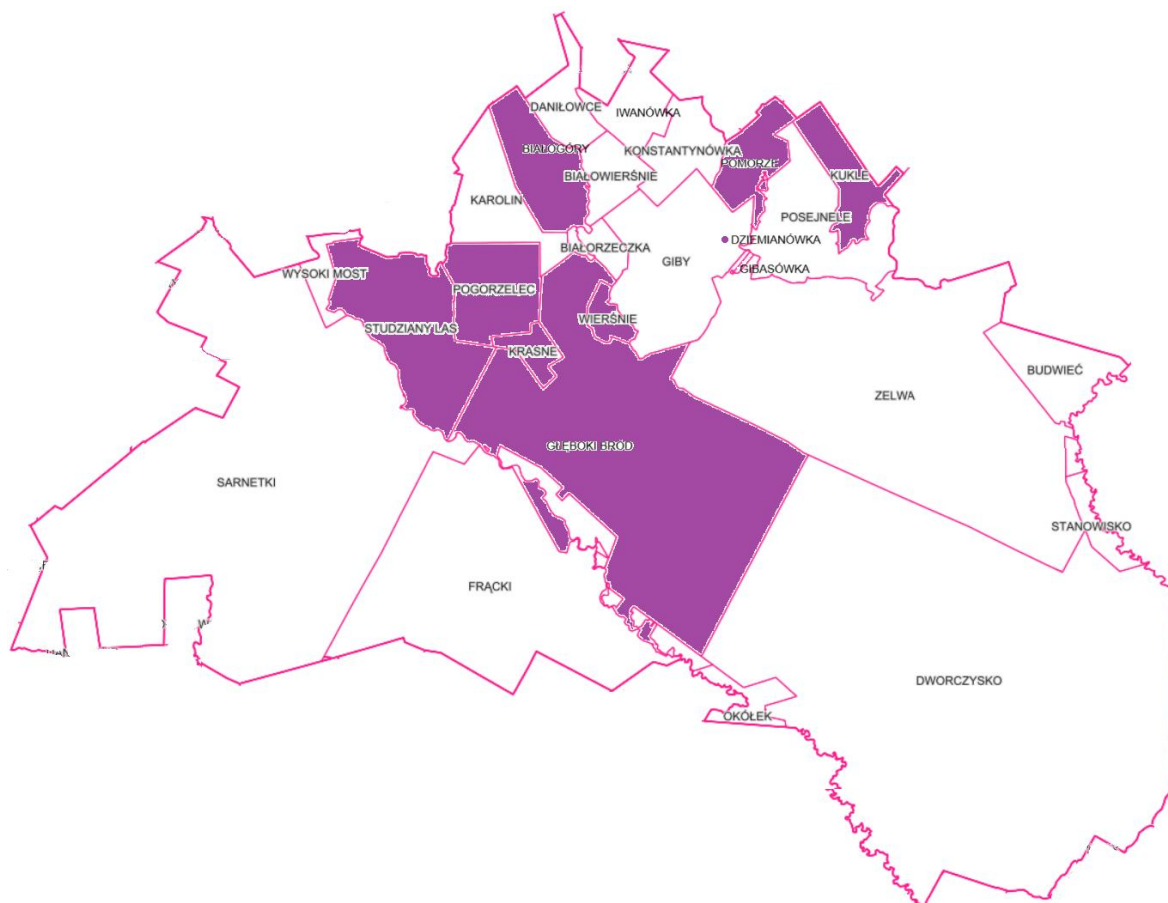 DANIŁOWCE
IWANÓWKA
BIAŁOGÓRY
KONSTANTYNÓWKA
POMORZE
BIAŁOWIERŚNIE
KUKLE
KAROLIN
POSEJNELE
DZIEMIANÓWKA
BIAŁORZECZKA
GIBY
GIBASÓWKA
WYSOKI MOST
POGORZELEC
STUDZIANY LAS
WIERŚNIE
KRASNE
BUDWIEĆ
ZELWA
GŁĘBOKI BRÓD
SARNETKI
STANOWISKO
FRĄCKI
DWORCZYSKO
OKÓŁEK